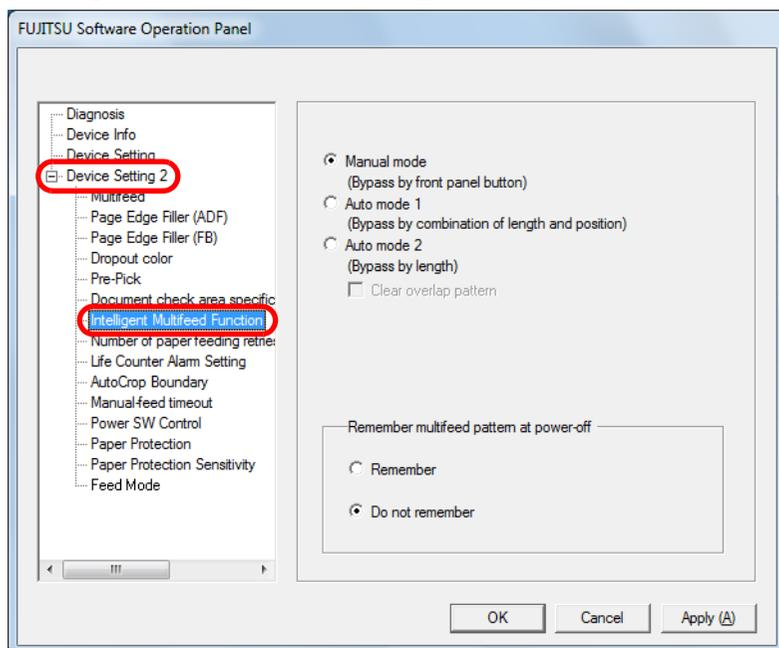 FUJITSU Software Operation Panel
Diagnosis
Device Info
Device Setting
Device Setting 2
Multifeed
Page Edge Filler (ADF)
Page Edge Filler (FB)
Dropout color
Pre-Pick
Document check area specific
Intelligent Multifeed Function
Number of paper feeding retries
Life Counter Alarm Setting
AutoCrop Boundary
Manual-feed timeout
Power SW Control
Paper Protection
Paper Protection Sensitivity
Feed Mode
Manual mode
(Bypass by front panel button)
Auto mode 1
(Bypass by combination of length and position)
Auto mode 2
(Bypass by length)
Clear overlap pattern
Remember multifeed pattern at power-off
Remember
Do not remember
OK
Cancel
Apply (A)